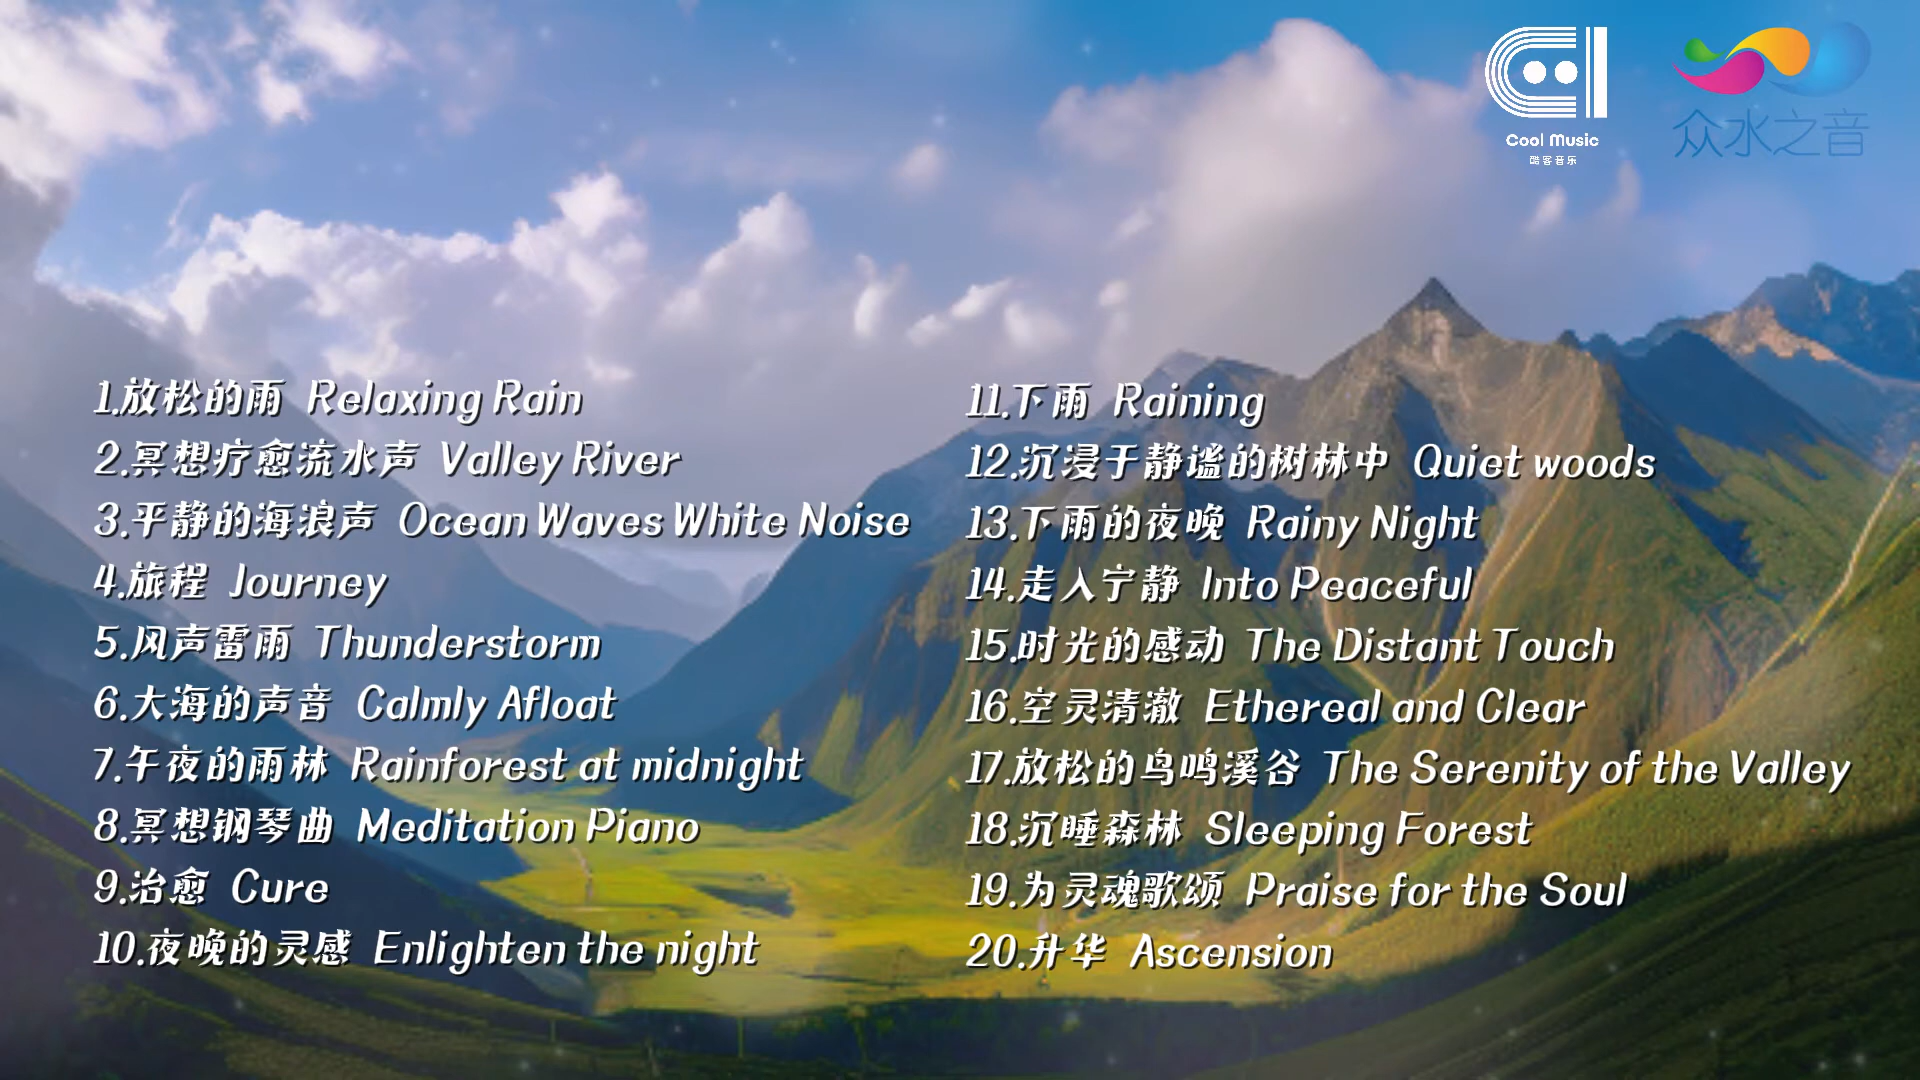 Cool Music
酷客音乐
众水之音
1.放松的雨 Relaxing Rain
2.冥想疗愈流水声 Valley River
3.平静的海浪声 Ocean Waves White Noise
4.旅程 Journey
5.风声雷雨 Thunderstorm
6.大海的声音 Calmly Afloat
7.午夜的雨林 Rainforest at midnight
8.冥想钢琴曲 Meditation Piano
9.治愈 Cure
10.夜晚的灵感 Enlighten the night
11.下雨 Raining
12.沉浸于静谧的树林中 Quiet woods
13.下雨的夜晚 Rainy Night
14.走入宁静 Into Peaceful
15.时光的感动 The Distant Touch
16.空灵清澈 Ethereal and Clear
17.放松的鸟鸣溪谷 The Serenity of the Valley
18.沉睡森林 Sleeping Forest
19.为灵魂歌颂 Praise for the Soul
20.升华 Ascension